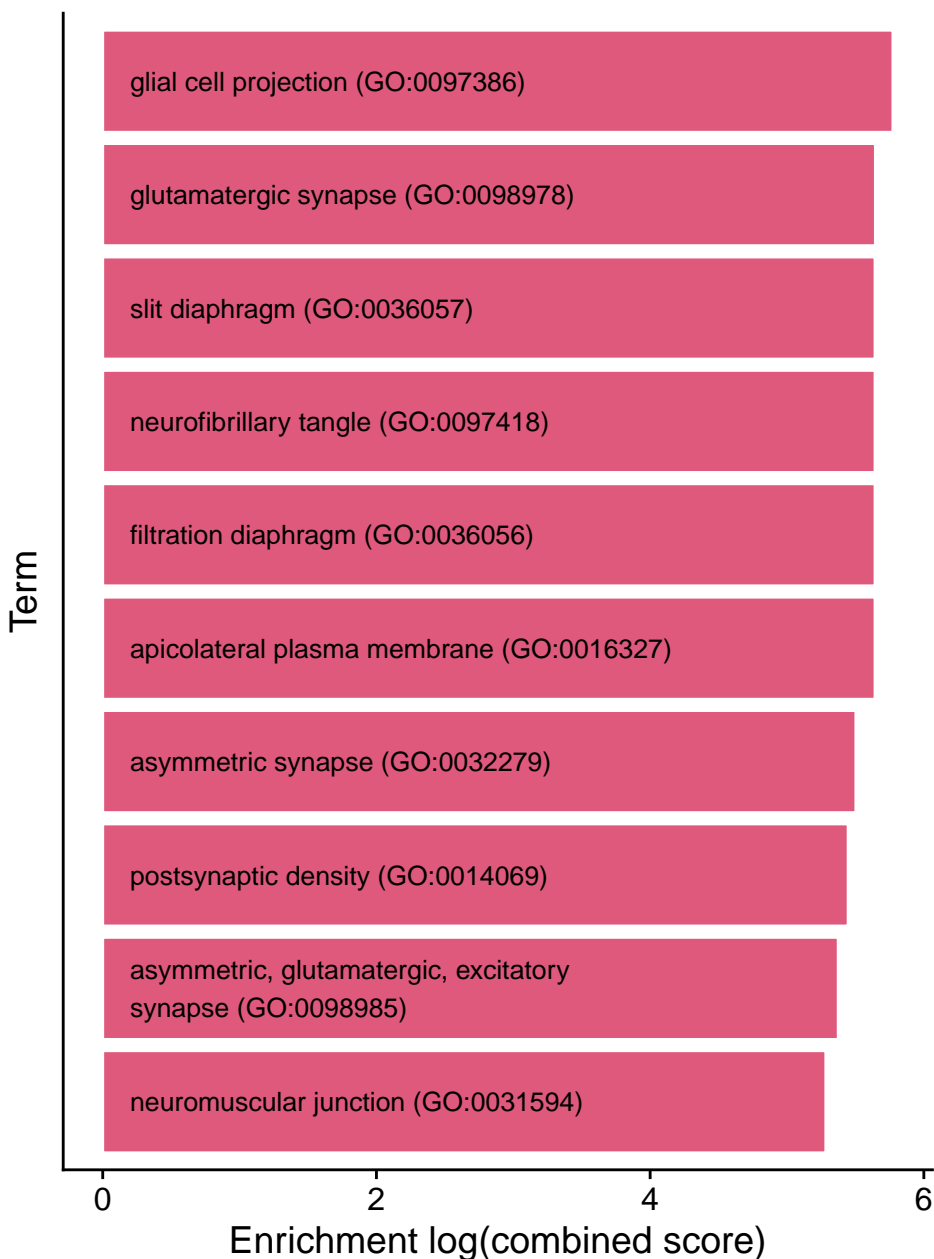 glial cell projection (GO:0097386)
glutamatergic synapse (GO:0098978)
slit diaphragm (GO:0036057)
neurofibrillary tangle (GO:0097418)
filtration diaphragm (GO:0036056)
apicolateral plasma membrane (GO:0016327)
asymmetric synapse (GO:0032279)
postsynaptic density (GO:0014069)
asymmetric, glutamatergic, excitatory
synapse (GO:0098985)
neuromuscular junction (GO:0031594)
Term
0 2 4 6
Enrichment log(combined score)